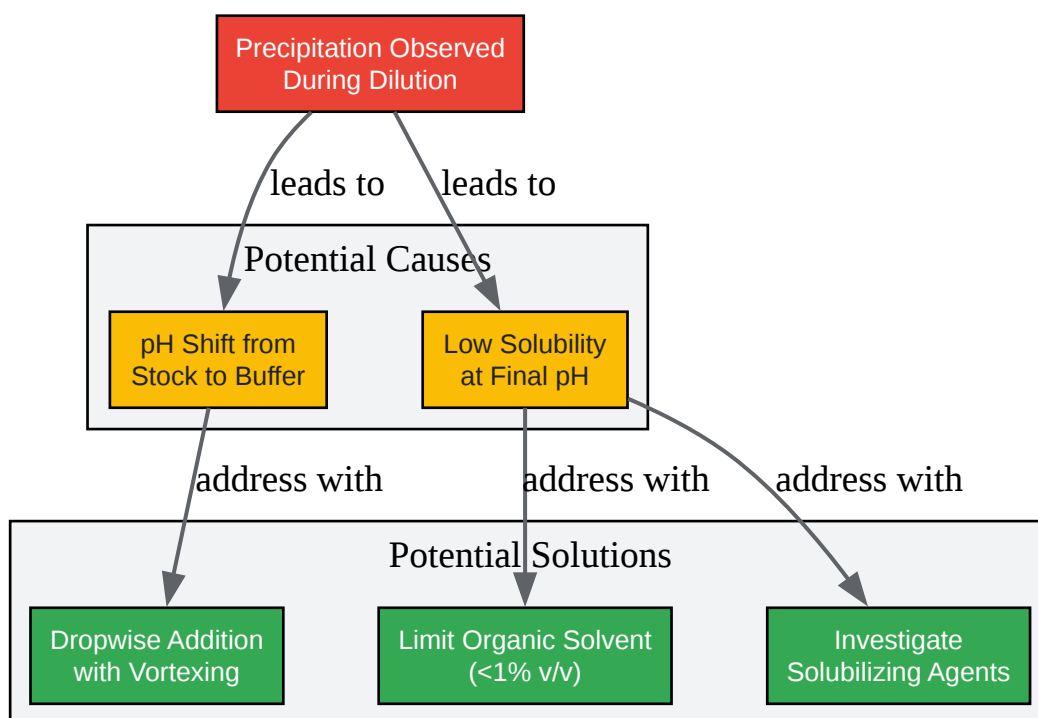 Precipitation Observed
During Dilution
leads to
leads to
Potential Causes
pH Shift from
Stock to Buffer
Low Solubility
at Final pH
address with
address with
address with
Potential Solutions
Dropwise Addition
with Vortexing
Limit Organic Solvent
(<1% v/v)
Investigate
Solubilizing Agents